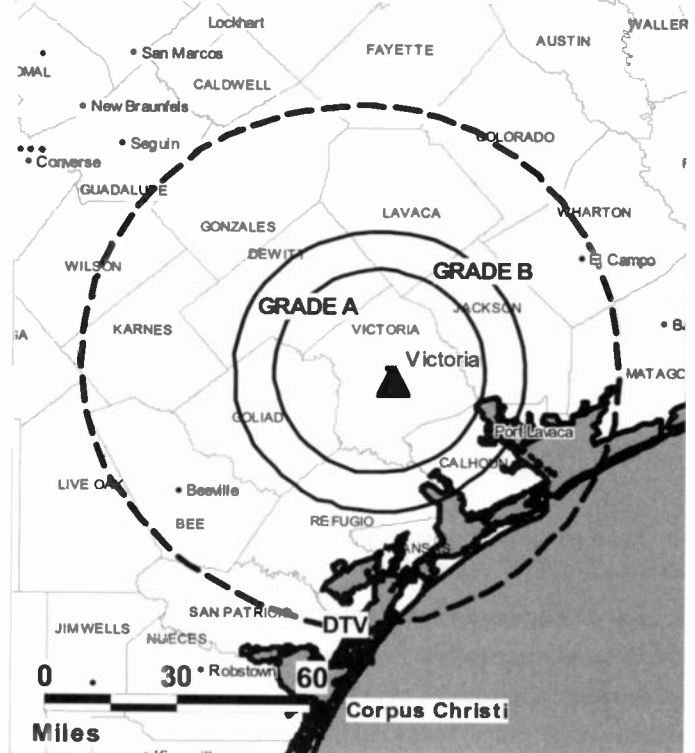 Lockhart
WALLER
AUSTIN
San Marcos
FAYETTE
CALDWELL
New Braunfels
COLORADO
Seguin
Converse
GUADALUPE
LAVACA
WHARTON
GONZALES
DEWITT
El Campo
WILSON
GRADE B
GRADE A
JACKSON
KARNES
VICTORIA
Victoria
MATAGO
GOLIAD
Port Lavaca
CALHOUN
LIVE OAK
Beeville
BEE
REFUGIO
SAN PATRICIO
DTV
JIM WELLS
NUECES
Robstown
0 30 60
Corpus Christi
Miles